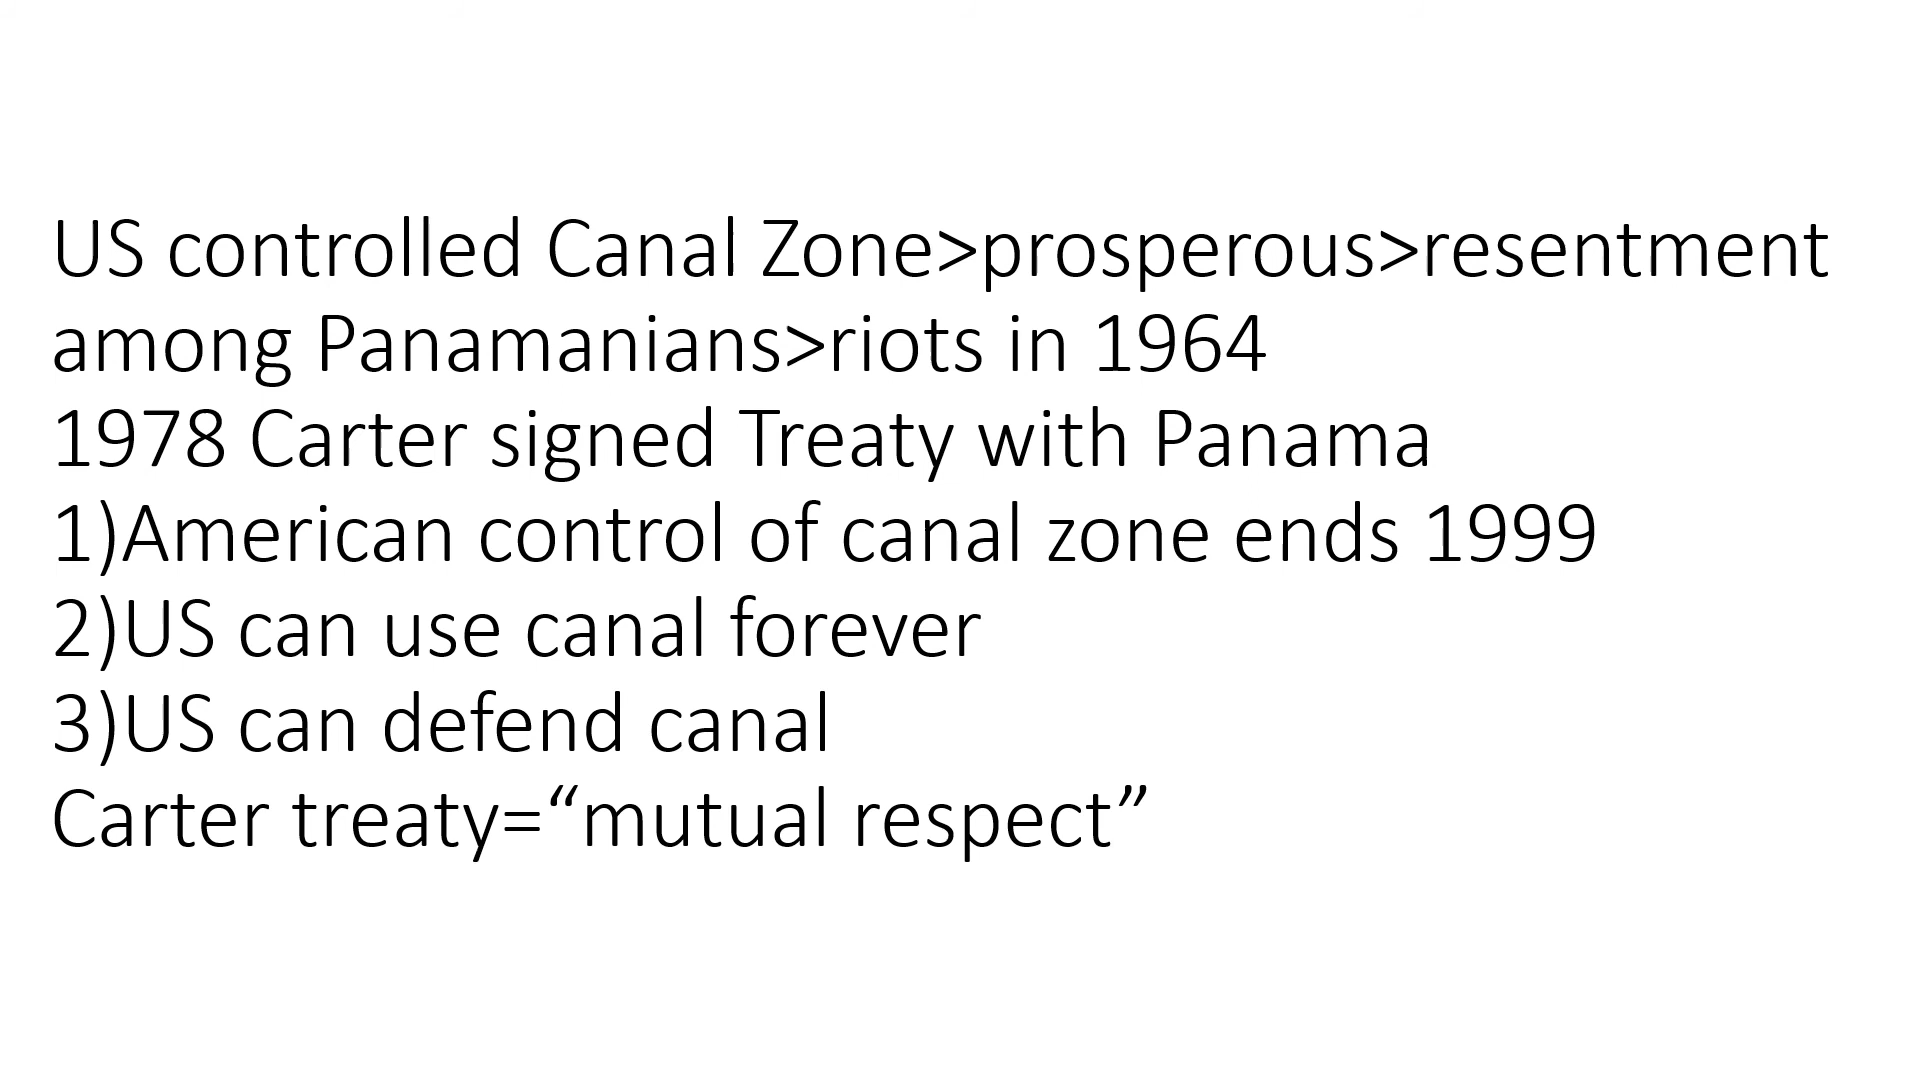 US controlled Canal Zone>prosperous>resentment
among Panamanians>riots in 1964
1978 Carter signed Treaty with Panama
1)American control of canal zone ends 1999
2)US can use canal forever
3)US can defend canal
Carter treaty=“mutual respect”